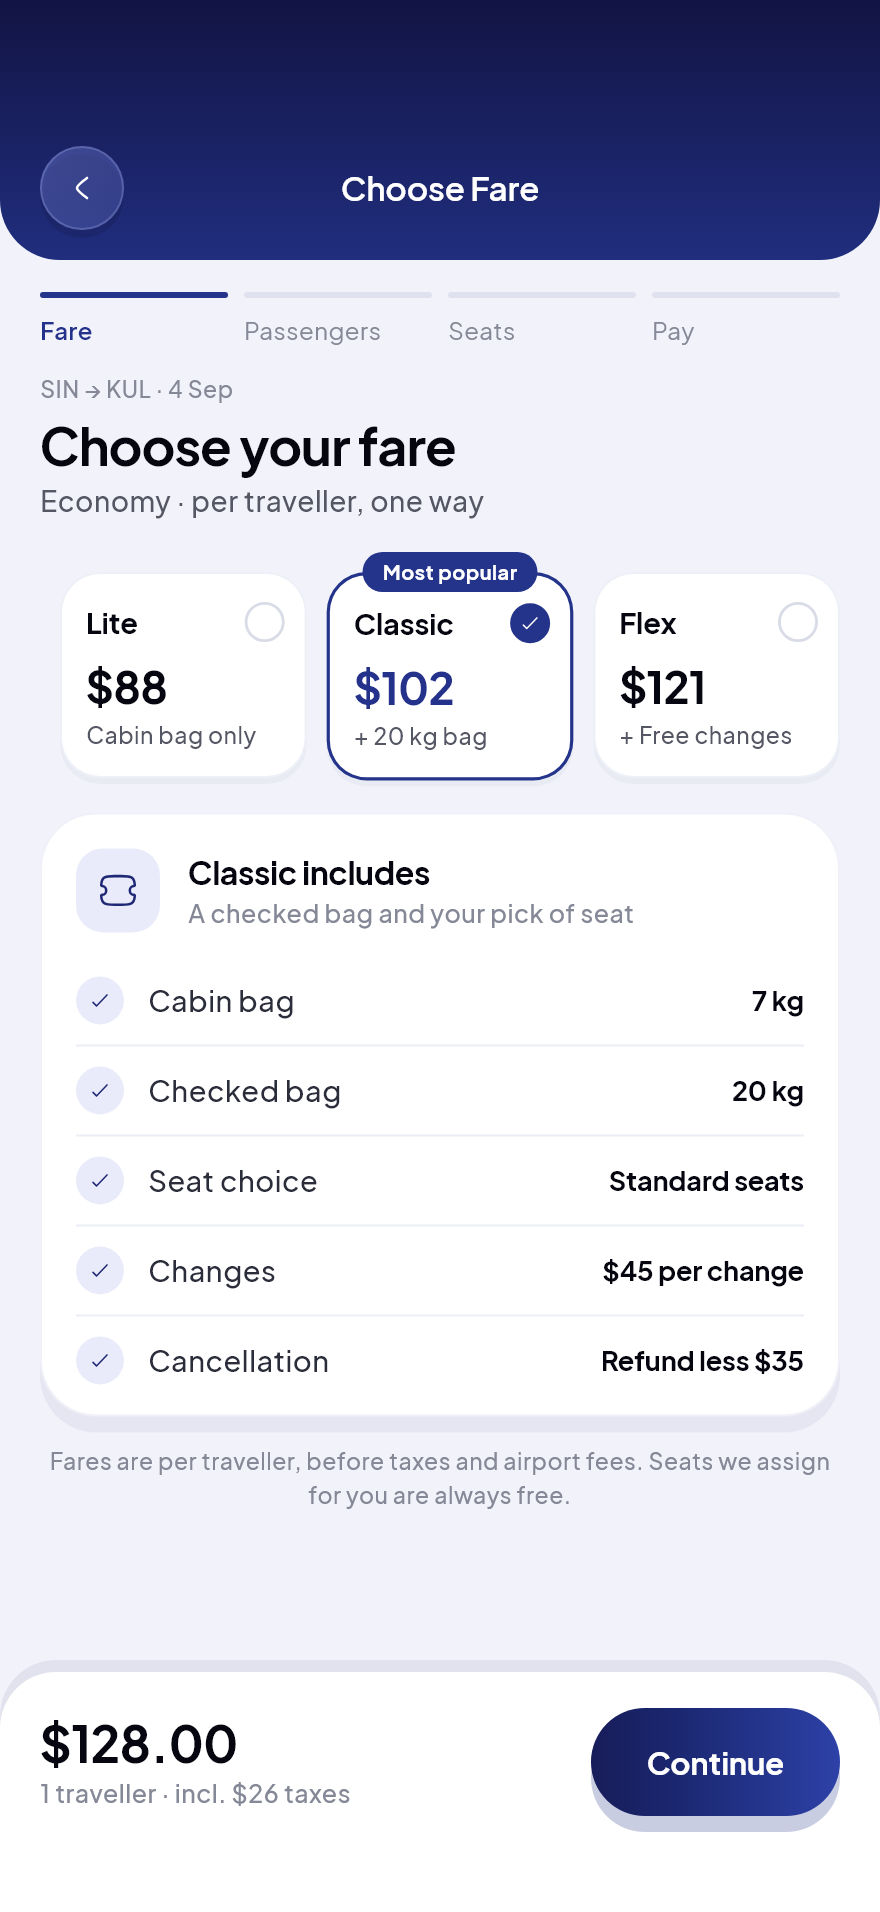 Choose Fare
Fare
Passengers
Seats
Pay
SIN → KUL · 4 Sep
Choose your fare
Economy · per traveller, one way
Most popular
Lite
$88
Cabin bag only
Classic
$102
+ 20 kg bag
Flex
$121
+ Free changes
Classic includes
A checked bag and your pick of seat
Cabin bag 7 kg
Checked bag 20 kg
Seat choice Standard seats
Changes $45 per change
Cancellation Refund less $35
Fares are per traveller, before taxes and airport fees. Seats we assign
for you are always free.
$128.00
1 traveller · incl. $26 taxes
Continue